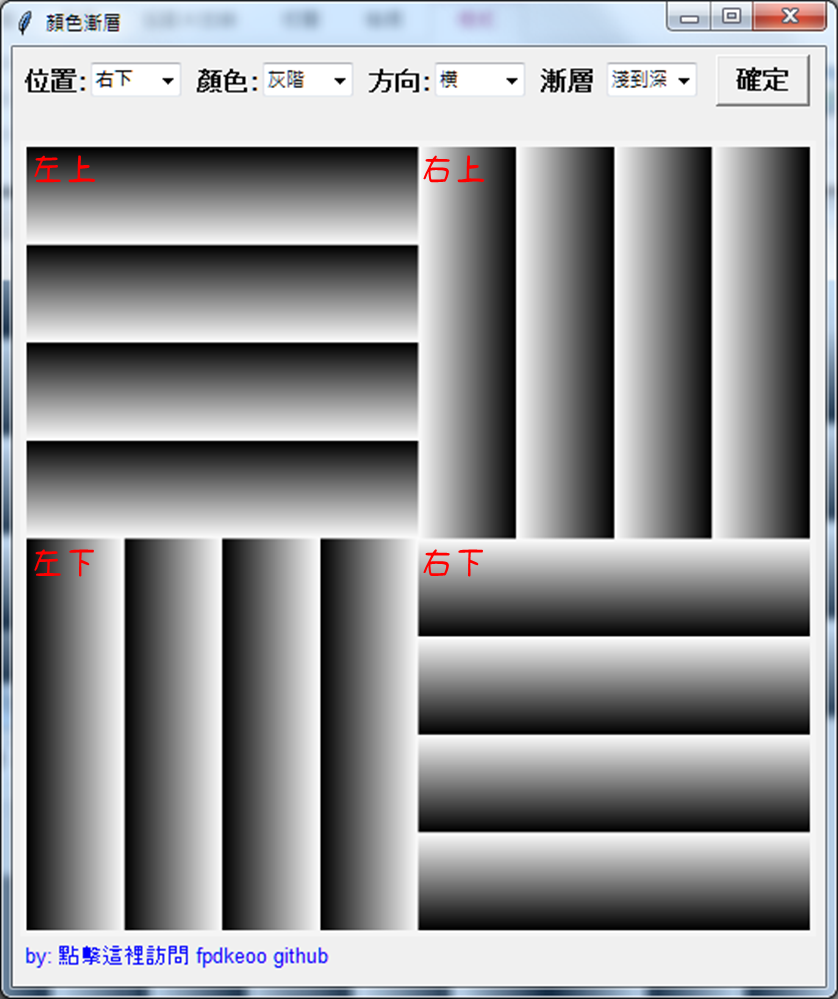 顏色漸層
位置: 右下 顏色: 灰階 方向: 橫 漸層 淺到深 確定
左上 右上
左下 右下
by: 點擊這裡訪問 fpdkeoo github